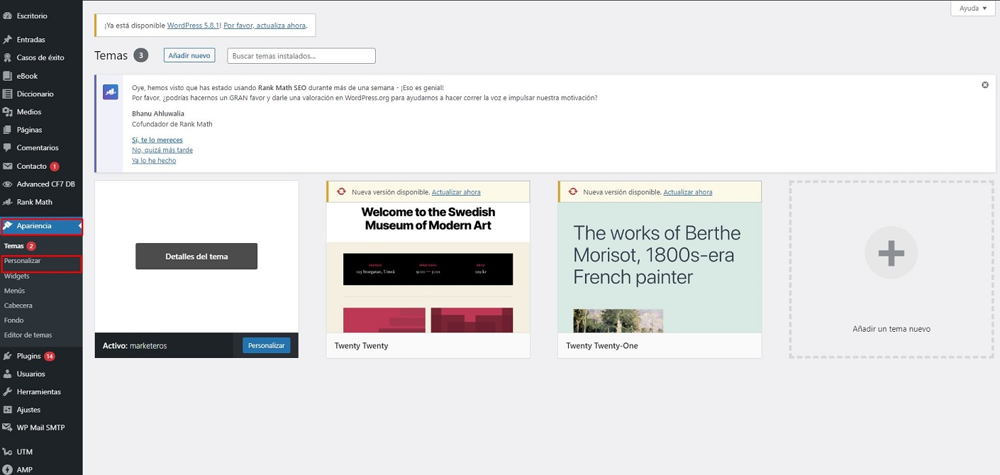 Escritorio
Entradas
Casos de éxito
eBook
Diccionario
Medios
Páginas
Comentarios
Contacto 1
Advanced CF7 DB
Rank Math
Apariencia
Temas 2
Personalizar
Widgets
Menús
Cabecera
Fondo
Editor de temas
Plugins 14
Usuarios
Herramientas
Ajustes
WP Mail SMTP
UTM
AMP
Ayuda
¡Ya está disponible WordPress 5.8.1! Por favor, actualiza ahora.
Temas 3 Añadir nuevo Buscar temas instalados...
Oye, hemos visto que has estado usando Rank Math SEO durante más de una semana - ¡Eso es genial!
Por favor, ¿podrías hacernos un GRAN favor y darle una valoración en WordPress.org para ayudarnos a hacer correr la voz e impulsar nuestra motivación?
Bhanu Ahluwalia
Cofundador de Rank Math
Sí, te lo mereces
No, quizá más tarde
Ya lo he hecho
Detalles del tema
Activo: marketeros Personalizar
Nueva versión disponible. Actualizar ahora
Welcome to the Swedish
Museum of Modern Art
ADDRESS OPEN TODAY PRICE
123 Storgatan, Umeå 9:00 — 5:00 129 kr
Twenty Twenty
Nueva versión disponible. Actualizar ahora
The works of Berthe
Morisot, 1800s-era
French painter
Twenty Twenty-One
Añadir un tema nuevo